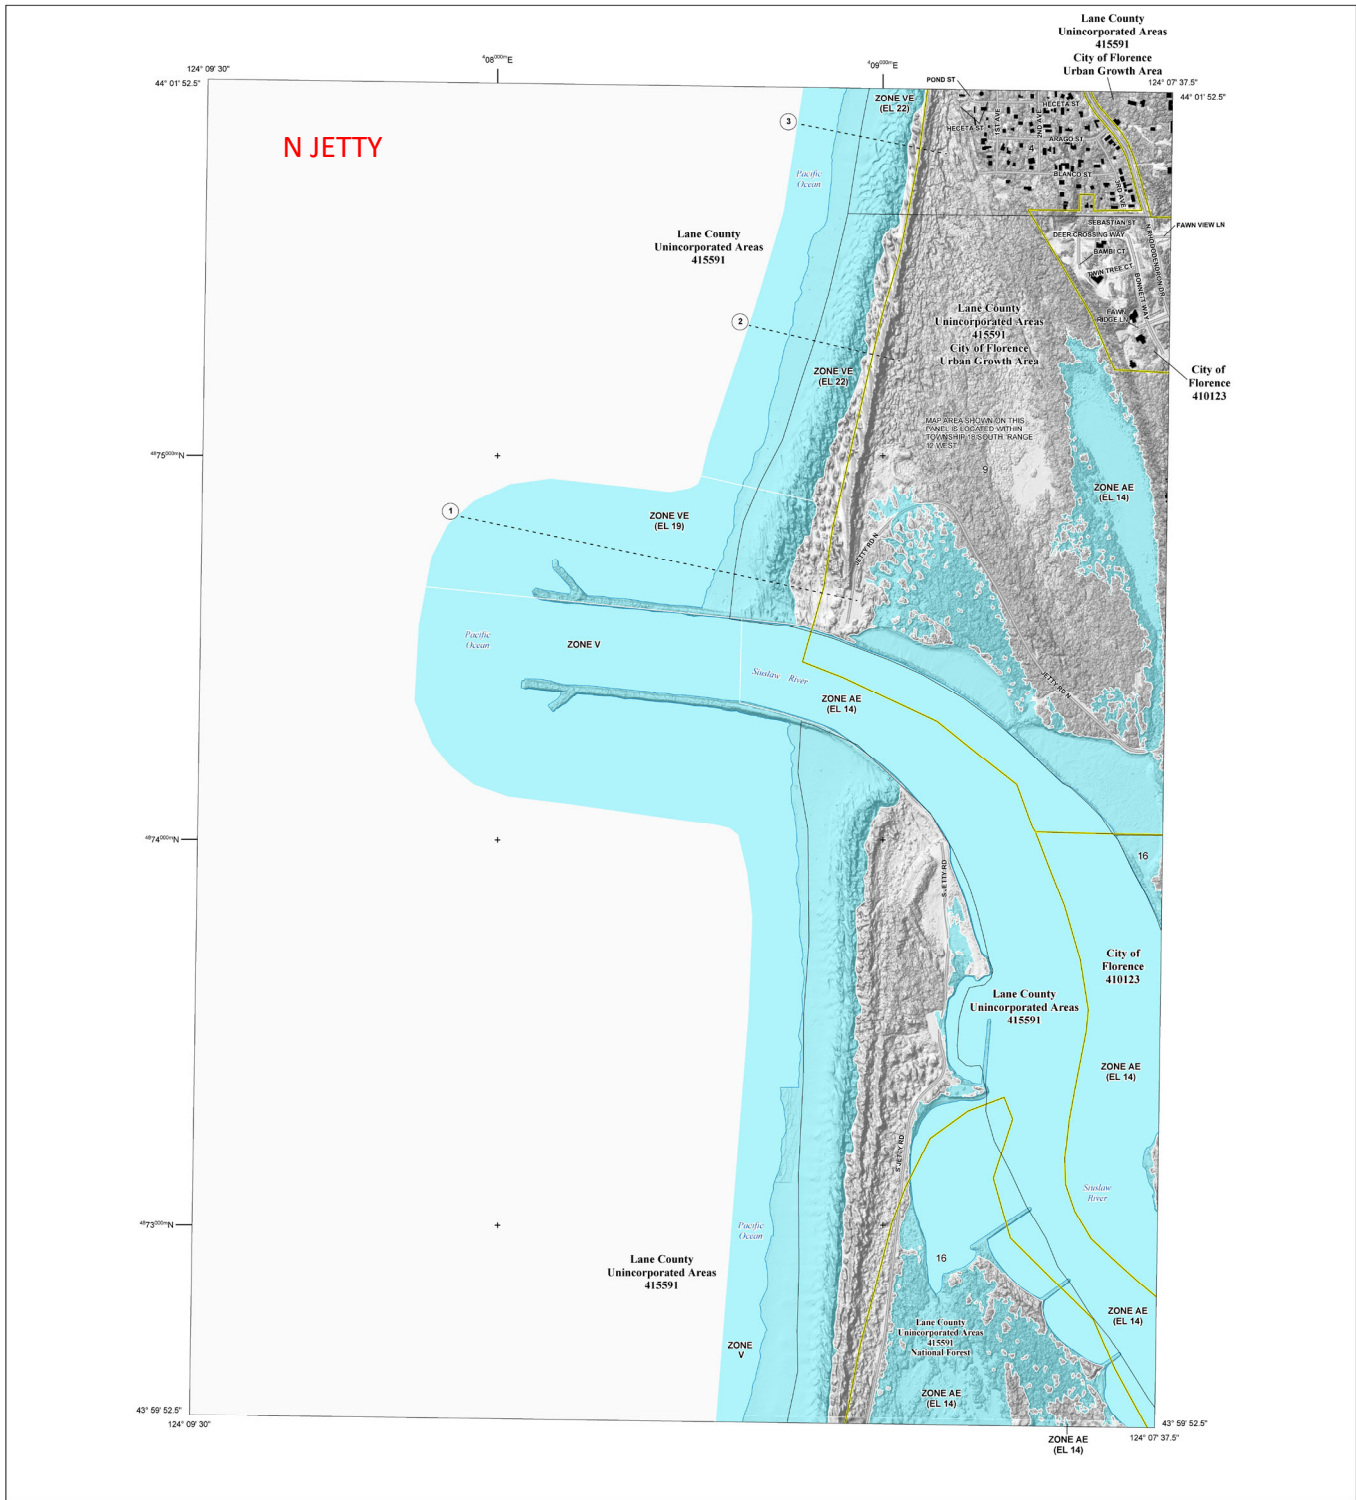 Lane County
Unincorporated Areas
415591
City of Florence
Urban Growth Area
124° 09' 30"
408000mE
409000mE
124° 07' 37.5"
44° 01' 52.5"
44° 01' 52.5"
N JETTY
POND ST
ZONE VE
(EL 22)
HECETA ST
HECETA ST
1ST AVE
2ND AVE
3
ARAGO ST
4
BLANCO ST
3RD AVE
Pacific
Ocean
SEBASTIAN ST
FAWN VIEW LN
DEER CROSSING WAY
N RHODODENDRON DR
BAMBI CT
TWIN TREE CT
BONNETT WAY
FAWN
RIDGE LN
Lane County
Unincorporated Areas
415591
Lane County
Unincorporated Areas
415591
City of Florence
Urban Growth Area
2
ZONE VE
(EL 22)
City of
Florence
410123
MAP AREA SHOWN ON THIS
PANEL IS LOCATED WITHIN
TOWNSHIP 18 SOUTH, RANGE
12 WEST
4875000mN
9
ZONE AE
(EL 14)
1
ZONE VE
(EL 19)
JETTY RD N
Pacific
Ocean
ZONE V
Siuslaw River
ZONE AE
(EL 14)
JETTY RD N
4874000mN
16
S JETTY RD
City of
Florence
410123
Lane County
Unincorporated Areas
415591
ZONE AE
(EL 14)
S JETTY RD
Siuslaw
River
4873000mN
Pacific
Ocean
Lane County
Unincorporated Areas
415591
16
ZONE AE
(EL 14)
Lane County
Unincorporated Areas
415591
National Forest
ZONE
V
ZONE AE
(EL 14)
43° 59' 52.5"
43° 59' 52.5"
124° 09' 30"
124° 07' 37.5"
ZONE AE
(EL 14)